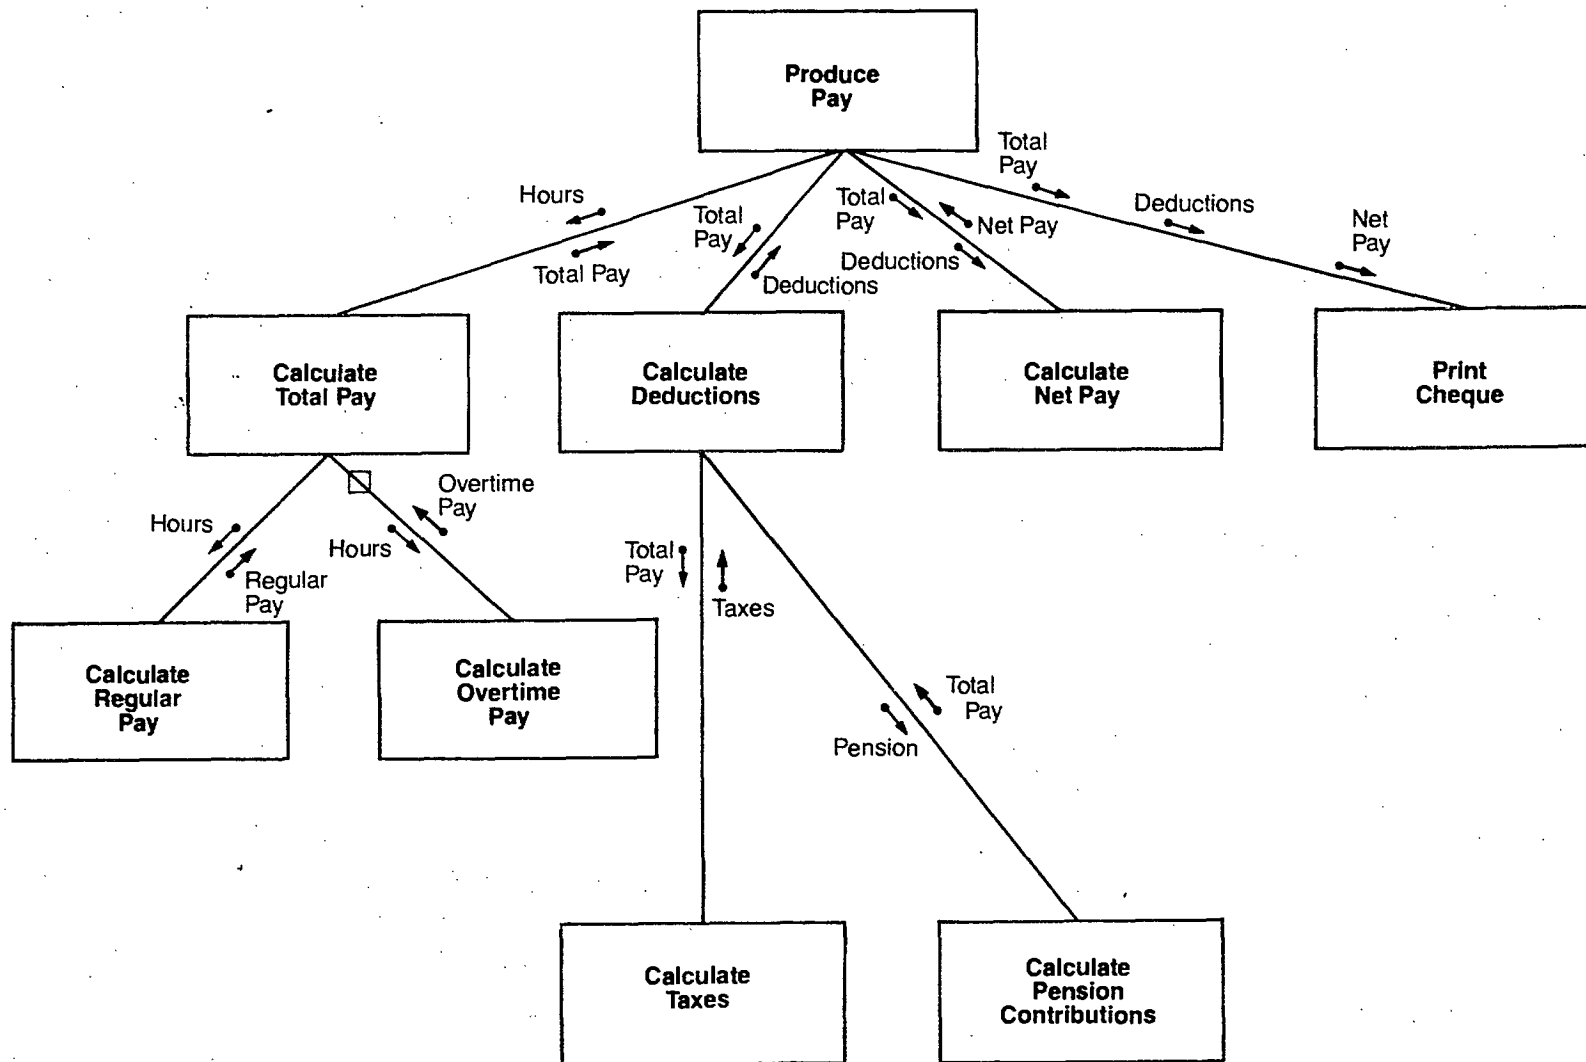 Produce
Pay
Total
Pay
Hours
Total
Pay
Total
Pay
Deductions
Net
Pay
Net Pay
Total Pay
Deductions
Deductions
Calculate
Total Pay
Calculate
Deductions
Calculate
Net Pay
Print
Cheque
Overtime
Pay
Hours
Hours
Regular
Pay
Total
Pay
Taxes
Calculate
Regular
Pay
Calculate
Overtime
Pay
Total
Pay
Pension
Calculate
Taxes
Calculate
Pension
Contributions